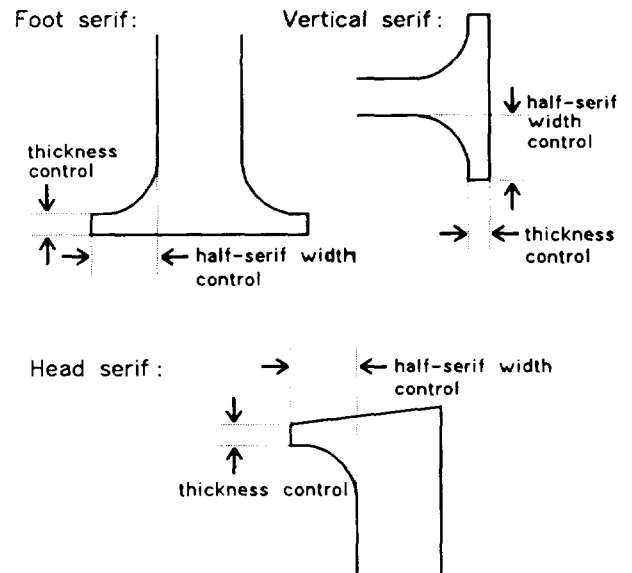 Foot serif:
Vertical serif:
thickness
control
half-serif width
control
half-serif
width
control
thickness
control
Head serif:
half-serif width
control
thickness control